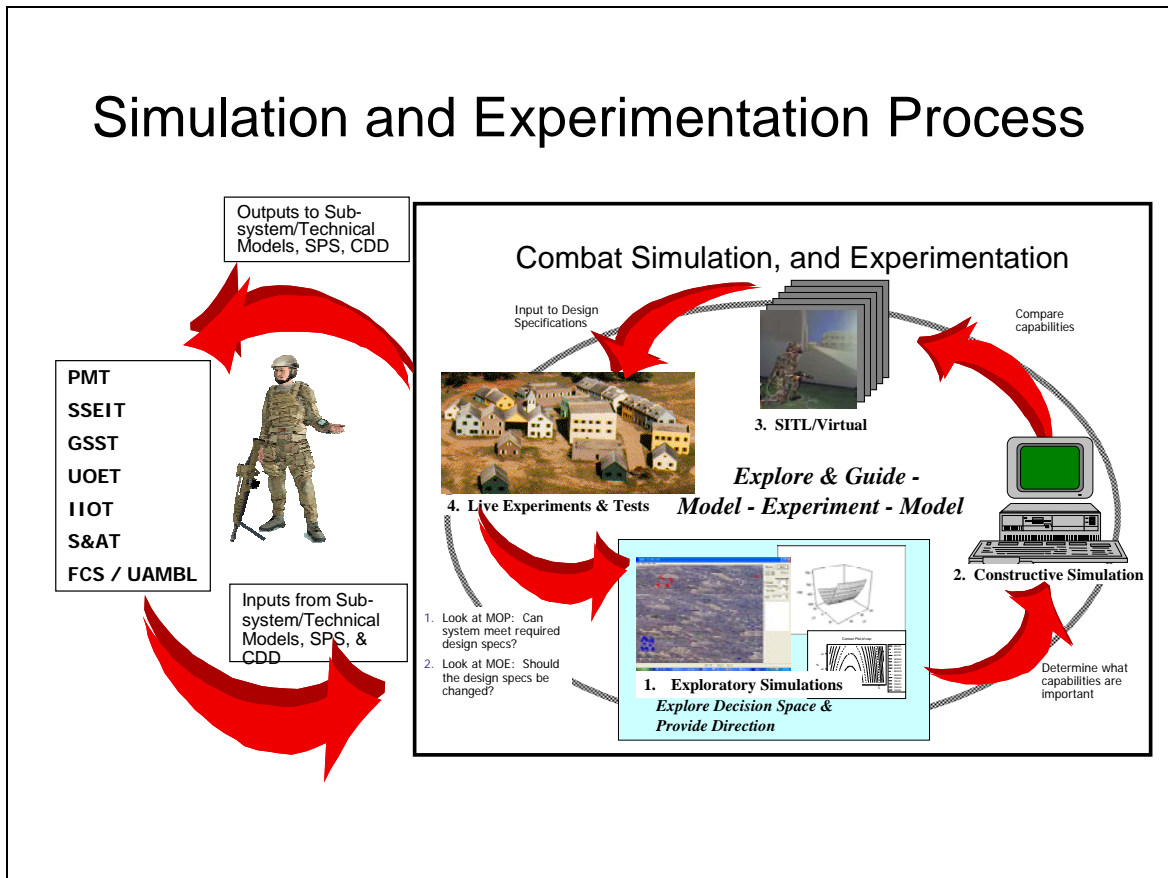 Simulation and Experimentation Process
Outputs to Sub-
system/Technical
Models, SPS, CDD
Combat Simulation, and Experimentation
Input to Design
Specifications
Compare
capabilities
PMT
SSEIT
GSST
UOET
IIOT
S&AT
FCS / UAMBL
3. SITL/Virtual
Explore & Guide -
Model - Experiment - Model
4. Live Experiments & Tests
2. Constructive Simulation
Inputs from Sub-
system/Technical
Models, SPS, &
CDD
1. Look at MOP: Can
system meet required
design specs?
2. Look at MOE: Should
the design specs be
changed?
1. Exploratory Simulations
Explore Decision Space &
Provide Direction
Determine what
capabilities are
important